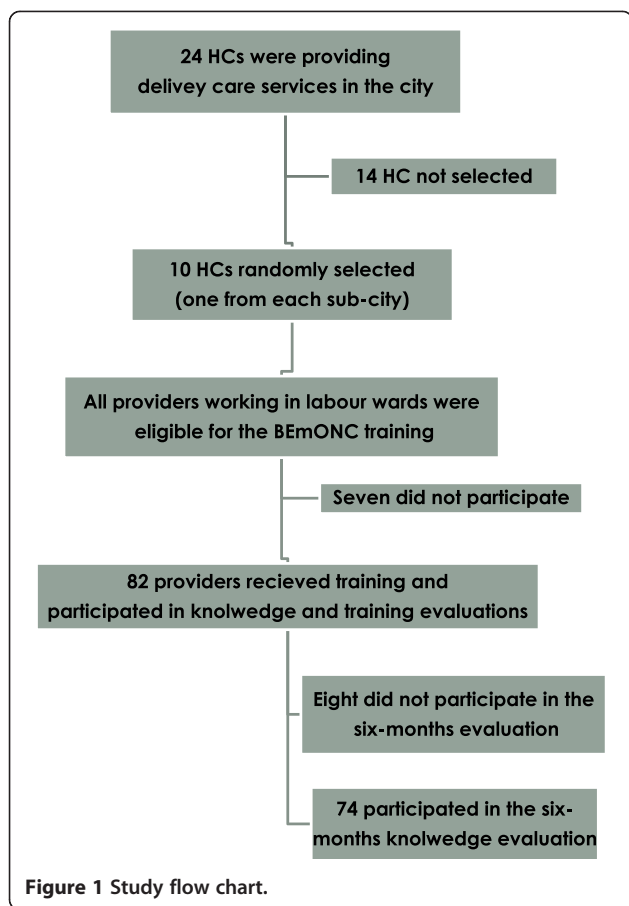 24 HCs were providing
delivey care services in the city
14 HC not selected
10 HCs randomly selected
(one from each sub-city)
All providers working in labour wards were
eligible for the BEmONC training
Seven did not participate
82 providers recieved training and
participated in knolwedge and training evaluations
Eight did not participate in the
six-months evaluation
74 participated in the six-
months knolwedge evaluation
Figure 1 Study flow chart.